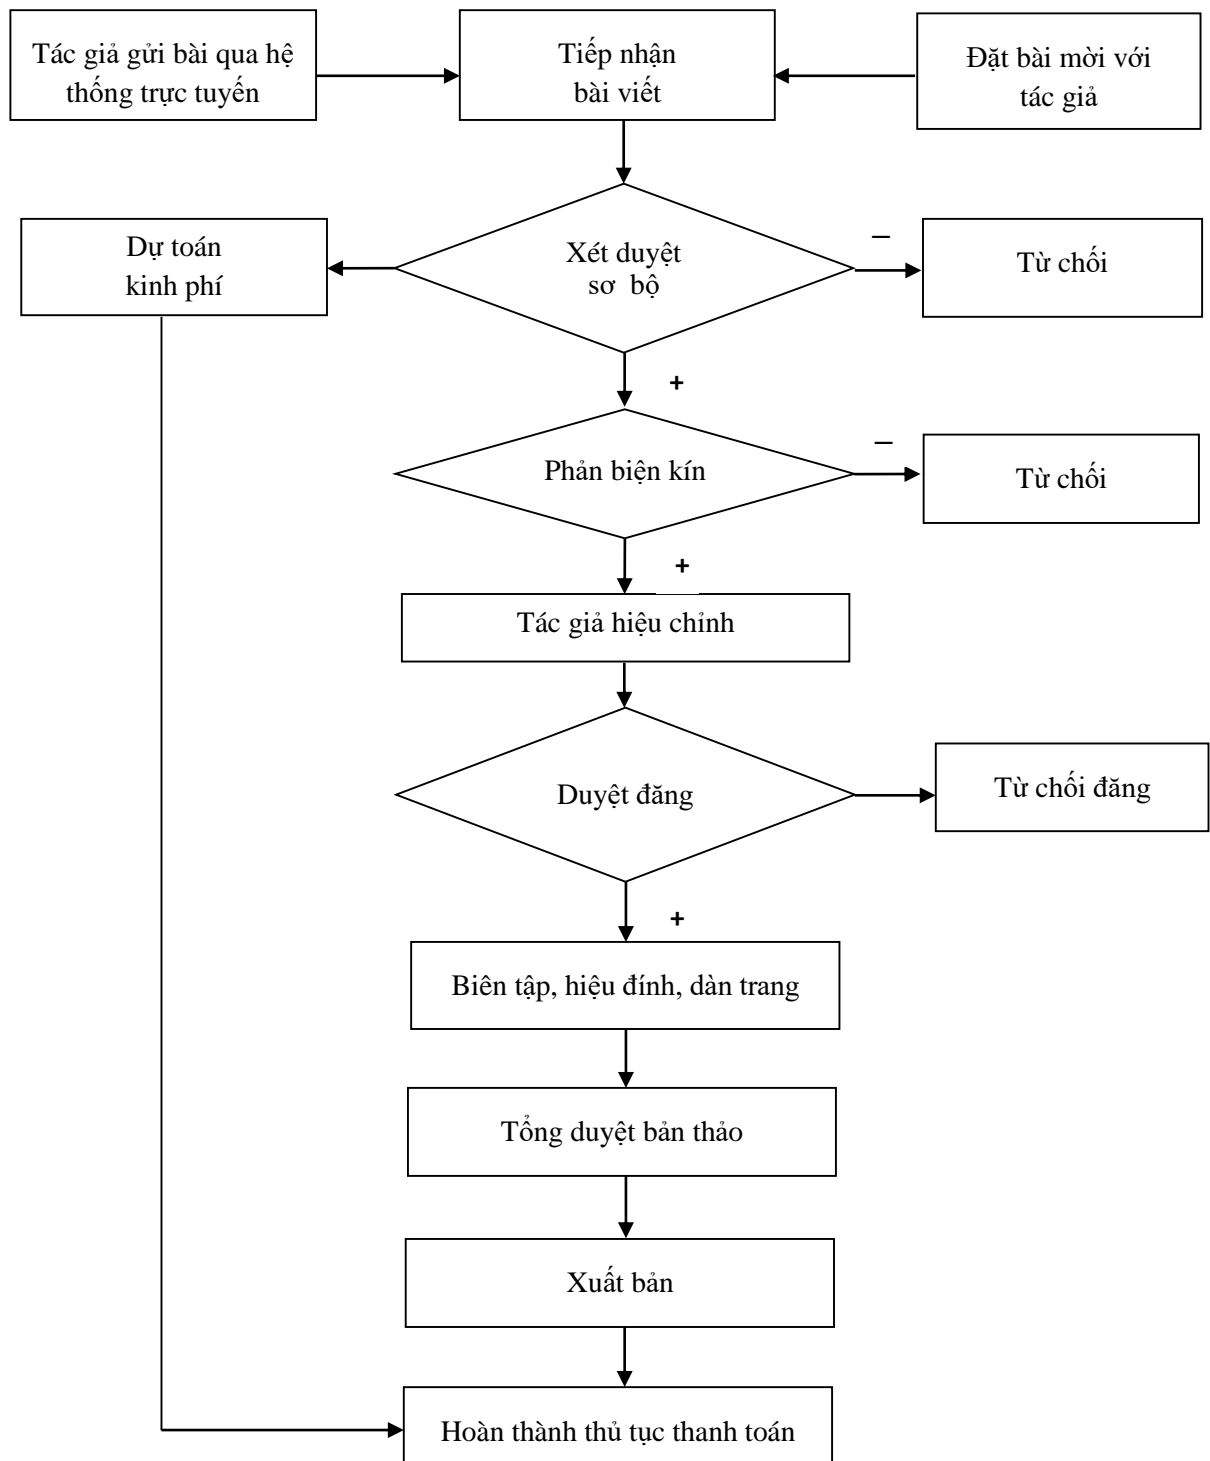 Tác giả gửi bài qua hệ
thống trực tuyến
Tiếp nhận
bài viết
Đặt bài mời với
tác giả
Dự toán
kinh phí
Xét duyệt
sơ bộ
–
Từ chối
+
Phản biện kín
–
Từ chối
+
Tác giả hiệu chỉnh
Duyệt đăng
Từ chối đăng
+
Biên tập, hiệu đính, dàn trang
Tổng duyệt bản thảo
Xuất bản
Hoàn thành thủ tục thanh toán